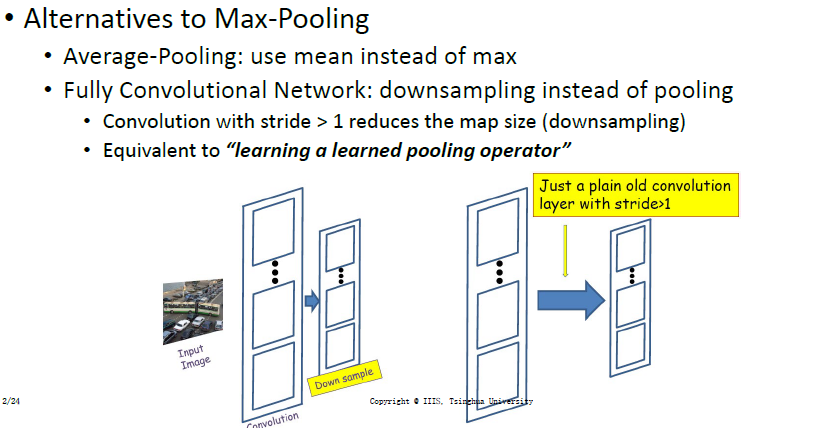 • Alternatives to Max-Pooling
• Average-Pooling: use mean instead of max
• Fully Convolutional Network: downsampling instead of pooling
• Convolution with stride > 1 reduces the map size (downsampling)
• Equivalent to “learning a learned pooling operator”
Just a plain old convolution
layer with stride>1
Input
Image
Down sample
2/24
Copyright © IIIS, Tsinghua University
Convolution